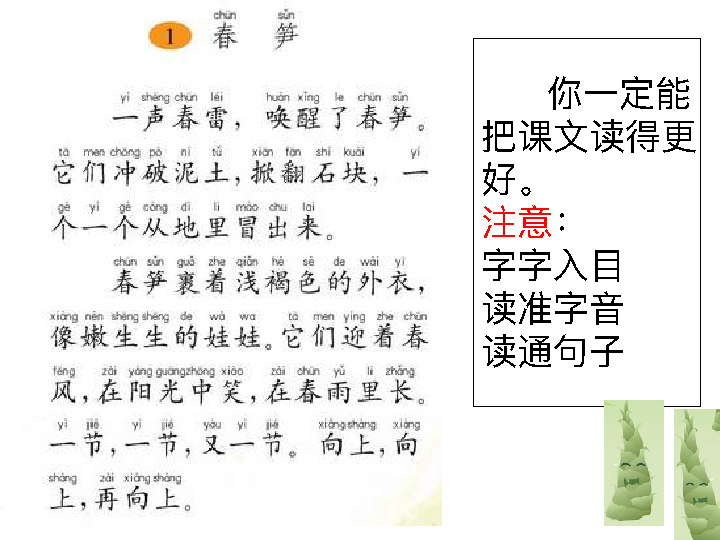 chūn sǔn
1 春 笋
yì shēng chūn léi huàn xǐng le chūn sǔn
一声春雷，唤醒了春笋。
tā men chōng pò ní tǔ xiān fān shí kuài yí
它们冲破泥土，掀翻石块，一
gè yí gè cóng dì li mào chu lai
个一个从地里冒出来。
chūn sǔn guǒ zhe qiǎn hè sè de wài yī
春笋裹着浅褐色的外衣，
xiàng nèn shēng shēng de wá wa tā men yíng zhe chūn
像嫩生生的娃娃。它们迎着春
fēng zài yáng guāng zhōng xiào zài chūn yǔ li zhǎng
风，在阳光中笑，在春雨里长。
yì jié yì jié yòu yì jié xiàng shàng xiàng
一节，一节，又一节。向上，向
shàng zài xiàng shàng
上，再向上。
你一定能
把课文读得更
好。
注意：
字字入目
读准字音
读通句子